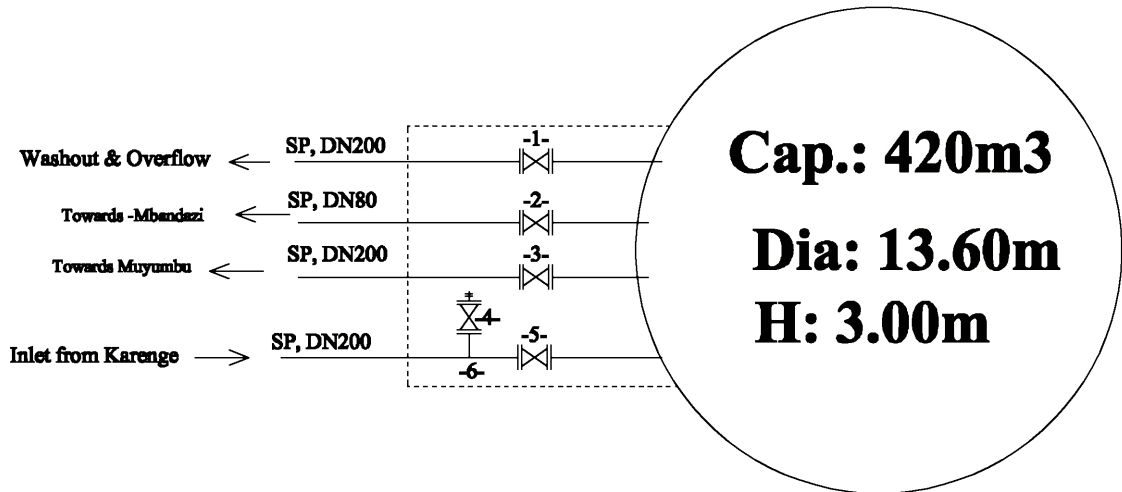 -1-
SP, DN200
Washout & Overflow
Cap.: 420m3
SP, DN80
-2-
Towards -Mbandazi
SP, DN200
-3-
Towards Muyumbu
Dia: 13.60m
-4-
H: 3.00m
SP, DN200
-5-
Inlet from Karenge
-6-